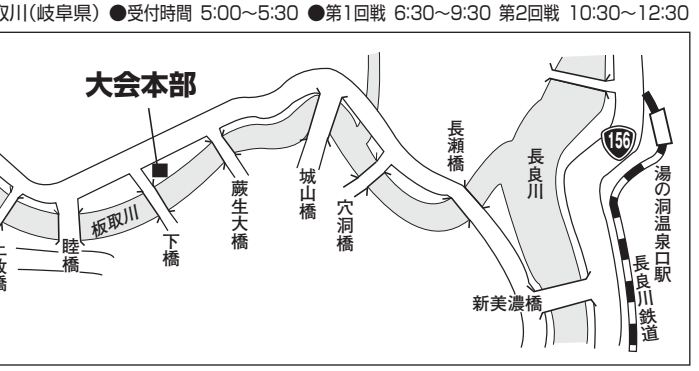 取川(岐阜県) ●受付時間 5:00〜5:30 ●第1回戦 6:30〜9:30 第2回戦 10:30〜12:30
大会本部
156
長瀬橋
長良川
湯の洞温泉口駅
長良川鉄道
城山橋
穴洞橋
蕨生大橋
下橋
板取川
睦橋
新美濃橋